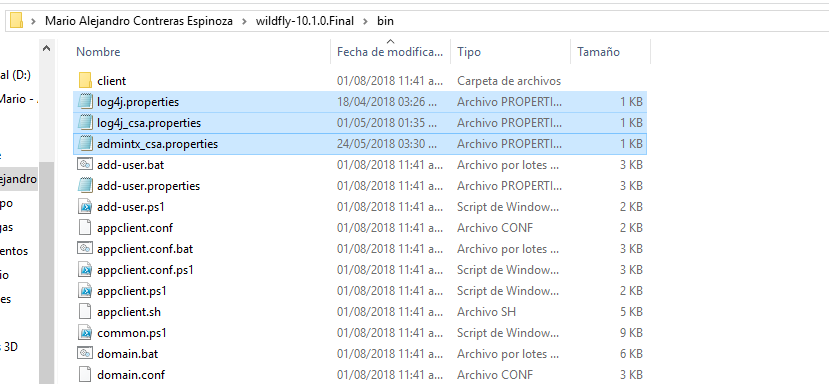 Mario Alejandro Contreras Espinoza > wildfly-10.1.0.Final > bin
Nombre Fecha de modifica... Tipo Tamaño
al (D:)
Mario - .
ejandro
po
gas
entos
io
es
s 3D
client 01/08/2018 11:41 a... Carpeta de archivos
log4j.properties 18/04/2018 03:26 ... Archivo PROPERTI... 1 KB
log4j_csa.properties 01/05/2018 01:35 ... Archivo PROPERTI... 1 KB
admintx_csa.properties 24/05/2018 03:30 ... Archivo PROPERTI... 1 KB
add-user.bat 01/08/2018 11:41 a... Archivo por lotes ... 3 KB
add-user.properties 01/08/2018 11:41 a... Archivo PROPERTI... 3 KB
add-user.ps1 01/08/2018 11:41 a... Script de Window... 2 KB
appclient.conf 01/08/2018 11:41 a... Archivo CONF 2 KB
appclient.conf.bat 01/08/2018 11:41 a... Archivo por lotes ... 3 KB
appclient.conf.ps1 01/08/2018 11:41 a... Script de Window... 3 KB
appclient.ps1 01/08/2018 11:41 a... Script de Window... 2 KB
appclient.sh 01/08/2018 11:41 a... Archivo SH 5 KB
common.ps1 01/08/2018 11:41 a... Script de Window... 9 KB
domain.bat 01/08/2018 11:41 a... Archivo por lotes ... 6 KB
domain.conf 01/08/2018 11:41 a... Archivo CONF 3 KB